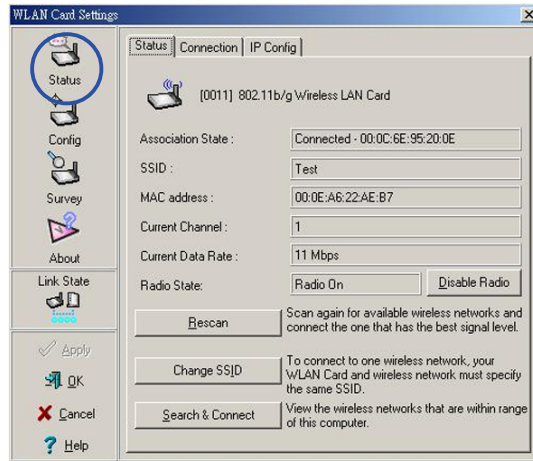 WLAN Card Settings
Status
Config
Survey
About
Link State
Apply
OK
Cancel
Help
Status
Connection
IP Config
[0011] 802.11b/g Wireless LAN Card
Association State :
Connected - 00:0C:6E:95:20:0E
SSID :
Test
MAC address :
00:0E:A6:22:AE:B7
Current Channel :
1
Current Data Rate :
11 Mbps
Radio State:
Radio On
Disable Radio
Rescan
Scan again for available wireless networks and
connect the one that has the best signal level.
Change SSID
To connect to one wireless network, your
WLAN Card and wireless network must specify
the same SSID.
Search & Connect
View the wireless networks that are within range
of this computer.